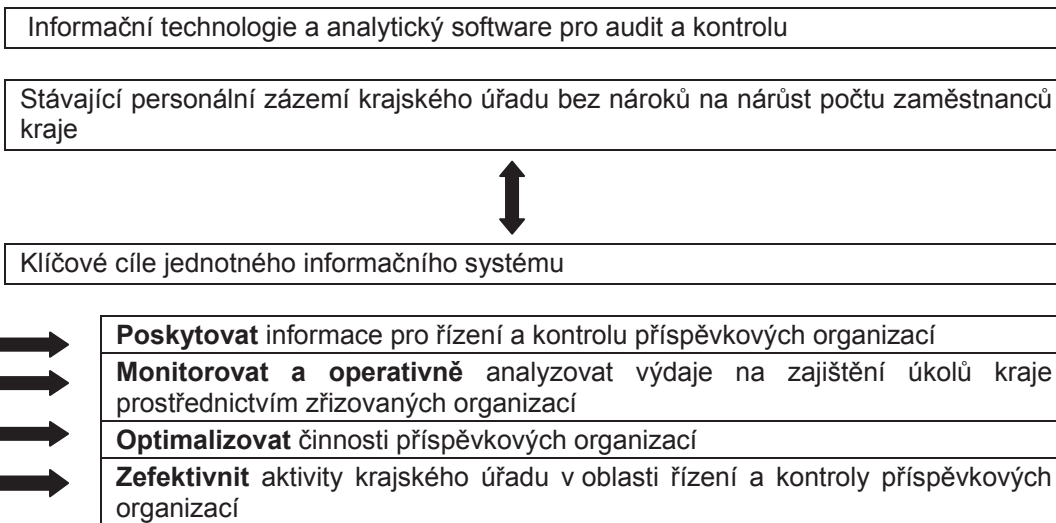 Informační technologie a analytický software pro audit a kontrolu
Stávající personální zázemí krajského úřadu bez nároků na nárůst počtu zaměstnanců
kraje
Klíčové cíle jednotného informačního systému
Poskytovat informace pro řízení a kontrolu příspěvkových organizací
Monitorovat a operativně analyzovat výdaje na zajištění úkolů kraje
prostřednictvím zřizovaných organizací
Optimalizovat činnosti příspěvkových organizací
Zefektivnit aktivity krajského úřadu v oblasti řízení a kontroly příspěvkových
organizací